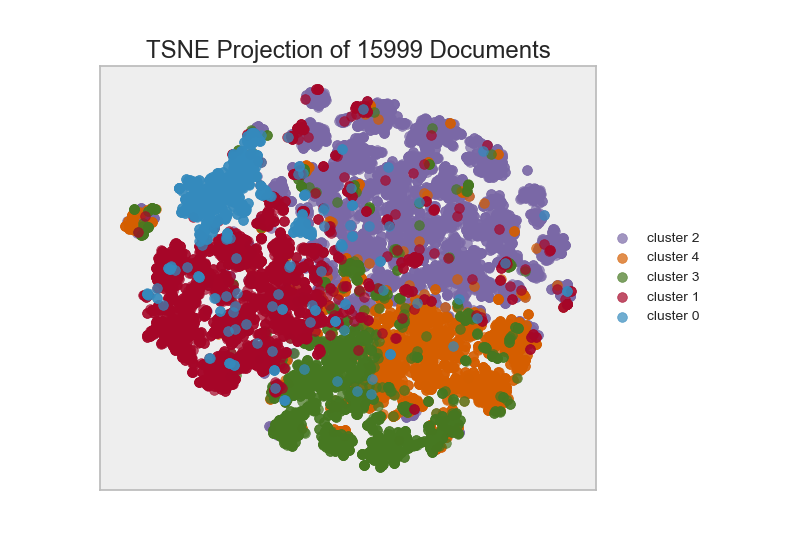 TSNE Projection of 15999 Documents
cluster 2
cluster 4
cluster 3
cluster 1
cluster 0